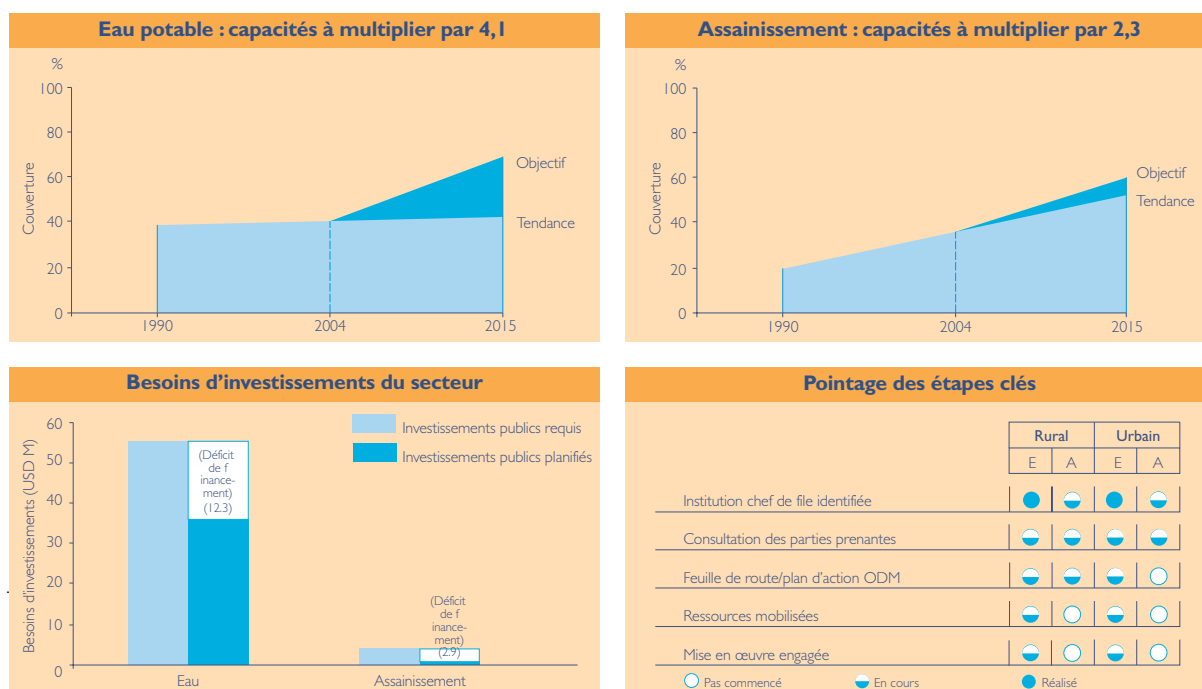 Eau potable : capacités à multiplier par 4,1
%
100
80
60
40
20
0
Couverture
Objectif
Tendance
1990
2004
2015
Assainissement : capacités à multiplier par 2,3
%
100
80
60
40
20
0
Couverture
Objectif
Tendance
1990
2004
2015
Besoins d'investissements du secteur
60
50
40
30
20
10
0
Besoins d'investissements (USD M)
Investissements publics requis
Investissements publics planifiés
(Déficit
de f
inance-
ment)
(12.3)
(Déficit
de f
inance-
ment)
(2.9)
Eau
Assainissement
Pointage des étapes clés
Rural Urbain
E A E A
Institution chef de file identifiée
Consultation des parties prenantes
Feuille de route/plan d'action ODM
Ressources mobilisées
Mise en œuvre engagée
Pas commencé En cours Réalisé